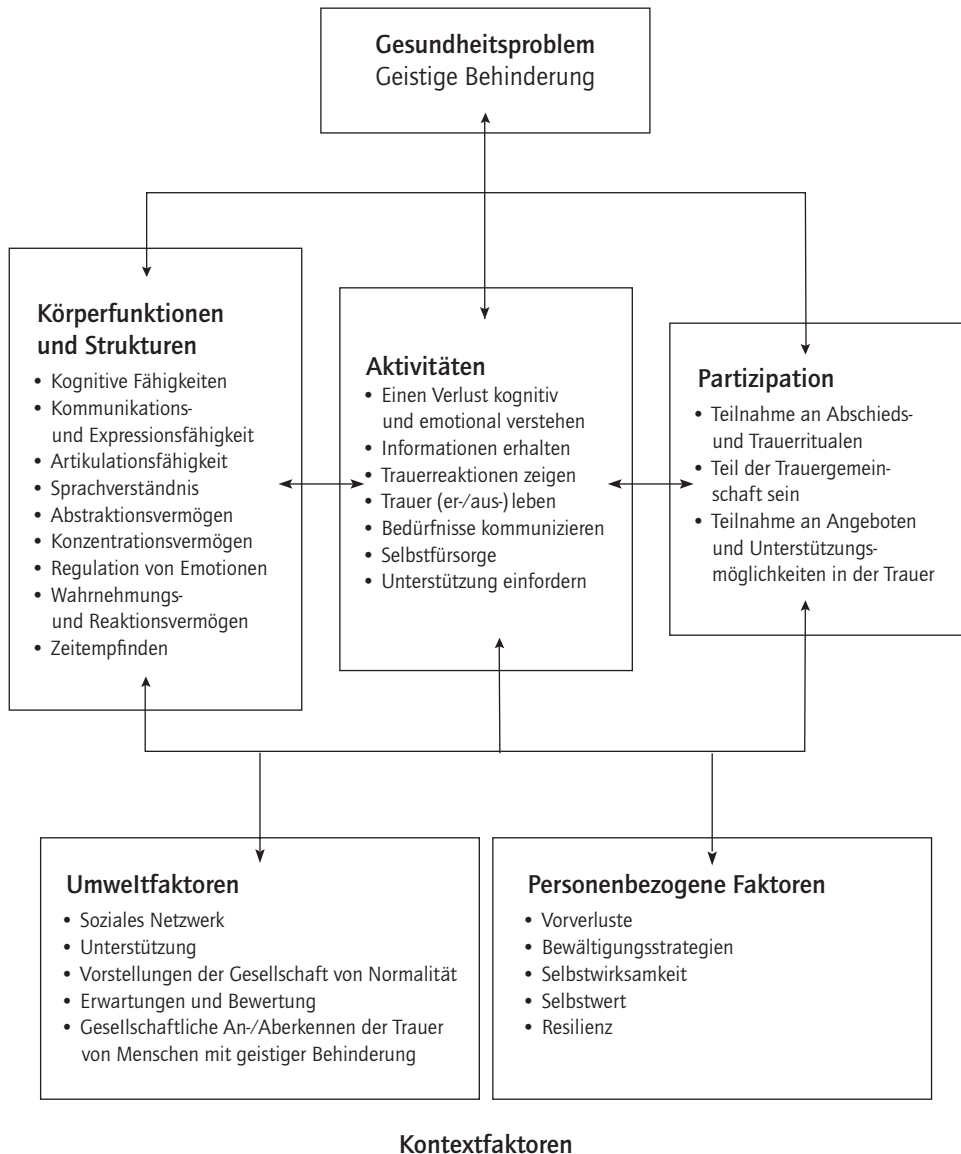 Gesundheitsproblem
Geistige Behinderung
Körperfunktionen
und Strukturen
• Kognitive Fähigkeiten
• Kommunikations-
und Expressionsfähigkeit
• Artikulationsfähigkeit
• Sprachverständnis
• Abstraktionsvermögen
• Konzentrationsvermögen
• Regulation von Emotionen
• Wahrnehmungs-
und Reaktionsvermögen
• Zeitempfinden
Aktivitäten
• Einen Verlust kognitiv
und emotional verstehen
• Informationen erhalten
• Trauerreaktionen zeigen
• Trauer (er-/aus-) leben
• Bedürfnisse kommunizieren
• Selbstfürsorge
• Unterstützung einfordern
Partizipation
• Teilnahme an Abschieds-
und Trauerritualen
• Teil der Trauergemein-
schaft sein
• Teilnahme an Angeboten
und Unterstützungs-
möglichkeiten in der Trauer
Umweltfaktoren
• Soziales Netzwerk
• Unterstützung
• Vorstellungen der Gesellschaft von Normalität
• Erwartungen und Bewertung
• Gesellschaftliche An-/Aberkennen der Trauer
von Menschen mit geistiger Behinderung
Personenbezogene Faktoren
• Vorverluste
• Bewältigungsstrategien
• Selbstwirksamkeit
• Selbstwert
• Resilienz
Kontextfaktoren